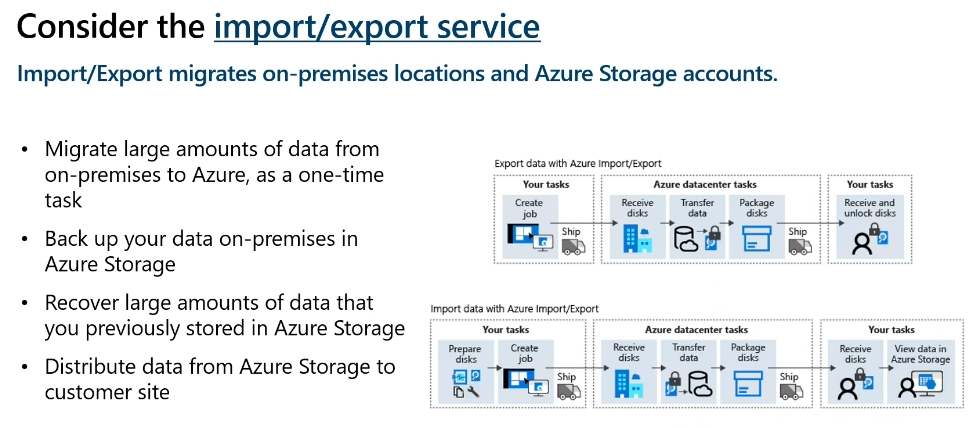 Consider the import/export service
Import/Export migrates on-premises locations and Azure Storage accounts.
• Migrate large amounts of data from
on-premises to Azure, as a one-time
task
• Back up your data on-premises in
Azure Storage
• Recover large amounts of data that
you previously stored in Azure Storage
• Distribute data from Azure Storage to
customer site
Export data with Azure Import/Export
Your tasks
Create
job
Ship
Azure datacenter tasks
Receive
disks
Transfer
data
Package
disks
Ship
Your tasks
Receive and
unlock disks
Import data with Azure Import/Export
Your tasks
Prepare
disks
Create
job
Ship
Azure datacenter tasks
Receive
disks
Transfer
data
Package
disks
Ship
Your tasks
Receive
disks
View data in
Azure Storage